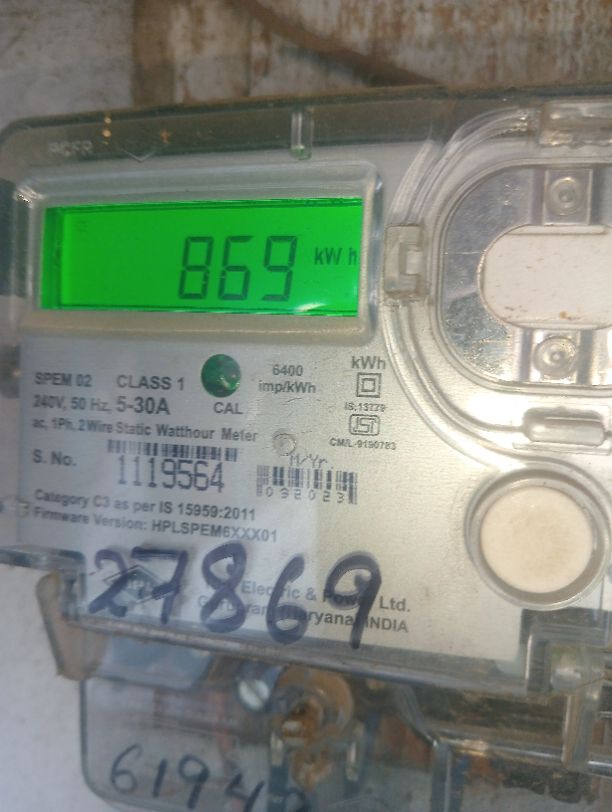 869 kWh
SPEM 02 CLASS 1
CAL
6400
imp/kWh
kWh
240V, 50 Hz, 5-30A
IS:13779
ISI
ac, 1Ph, 2 Wire Static Watthour Meter
CM/L-9190783
S. No.
1119564
M/Yr.
032023
Category C3 as per IS 15959:2011
Firmware Version: HPLSPEM6XXX01
27869
Electric & Power Ltd.
Haryana, INDIA